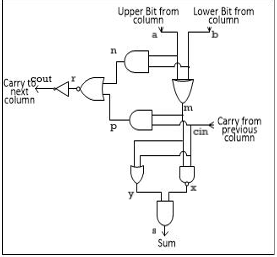 Upper Bit from
column
Lower Bit from
column
a
b
n
Carry to
next
column
cout
r
m
p
cin
Carry from
previous
column
y
x
s
Sum